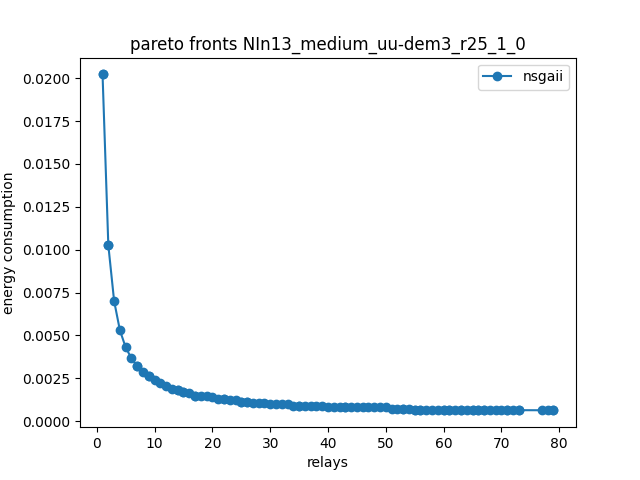 pareto fronts NIn13_medium_uu-dem3_r25_1_0
nsgaii
energy consumption
0.0200
0.0175
0.0150
0.0125
0.0100
0.0075
0.0050
0.0025
0.0000
0 10 20 30 40 50 60 70 80
relays